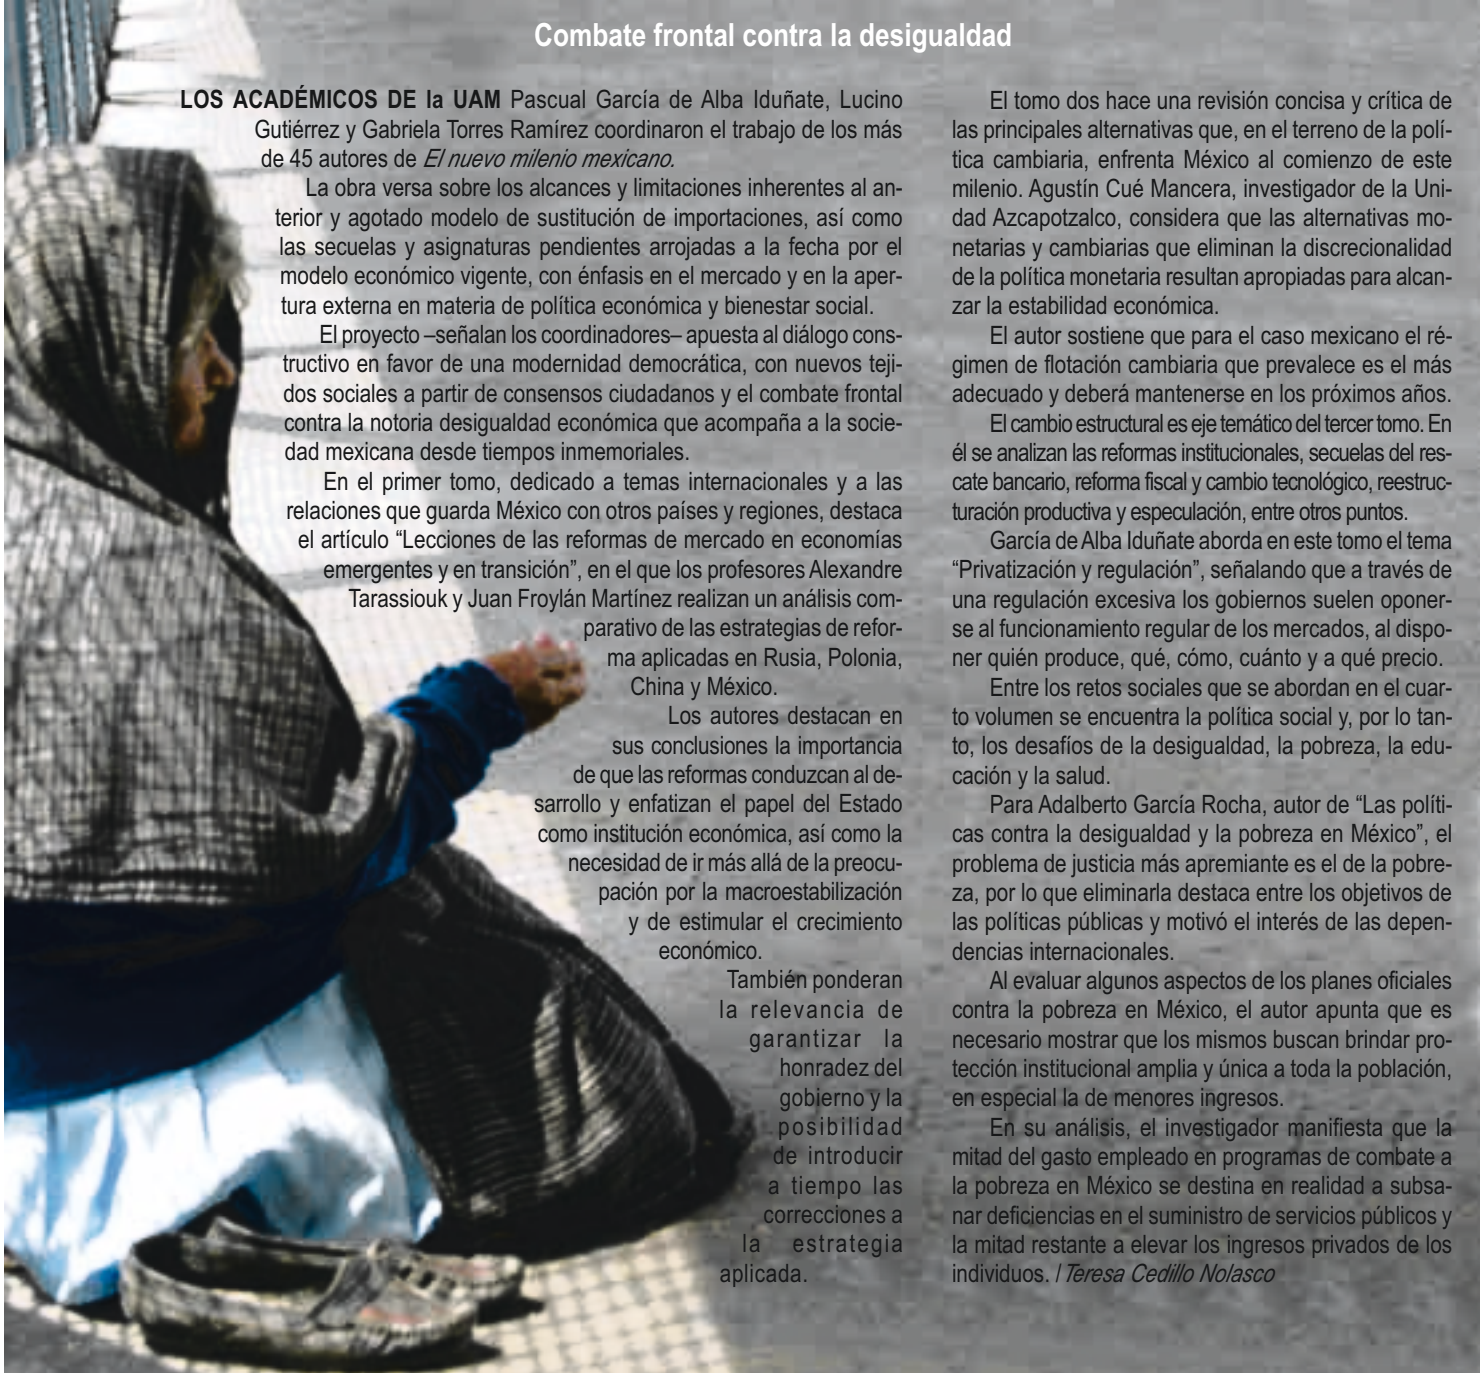 Combate frontal contra la desigualdad
LOS ACADÉMICOS DE la UAM Pascual García de Alba Iduñate, Lucino
Gutiérrez y Gabriela Torres Ramírez coordinaron el trabajo de los más
de 45 autores de El nuevo milenio mexicano.
La obra versa sobre los alcances y limitaciones inherentes al an-
terior y agotado modelo de sustitución de importaciones, así como
las secuelas y asignaturas pendientes arrojadas a la fecha por el
modelo económico vigente, con énfasis en el mercado y en la aper-
tura externa en materia de política económica y bienestar social.
El proyecto –señalan los coordinadores– apuesta al diálogo cons-
tructivo en favor de una modernidad democrática, con nuevos teji-
dos sociales a partir de consensos ciudadanos y el combate frontal
contra la notoria desigualdad económica que acompaña a la socie-
dad mexicana desde tiempos inmemoriales.
En el primer tomo, dedicado a temas internacionales y a las
relaciones que guarda México con otros países y regiones, destaca
el artículo “Lecciones de las reformas de mercado en economías
emergentes y en transición”, en el que los profesores Alexandre
Tarassiouk y Juan Froylán Martínez realizan un análisis com-
parativo de las estrategias de refor-
ma aplicadas en Rusia, Polonia,
China y México.
Los autores destacan en
sus conclusiones la importancia
de que las reformas conduzcan al de-
sarrollo y enfatizan el papel del Estado
como institución económica, así como la
necesidad de ir más allá de la preocu-
pación por la macroestabilización
y de estimular el crecimiento
económico.
También ponderan
la relevancia de
garantizar la
honradez del
gobierno y la
posibilidad
de introducir
a tiempo las
correcciones a
la estrategia
aplicada.
El tomo dos hace una revisión concisa y crítica de
las principales alternativas que, en el terreno de la polí-
tica cambiaria, enfrenta México al comienzo de este
milenio. Agustín Cué Mancera, investigador de la Uni-
dad Azcapotzalco, considera que las alternativas mo-
netarias y cambiarias que eliminan la discrecionalidad
de la política monetaria resultan apropiadas para alcan-
zar la estabilidad económica.
El autor sostiene que para el caso mexicano el ré-
gimen de flotación cambiaria que prevalece es el más
adecuado y deberá mantenerse en los próximos años.
El cambio estructural es eje temático del tercer tomo. En
él se analizan las reformas institucionales, secuelas del res-
cate bancario, reforma fiscal y cambio tecnológico, reestruc-
turación productiva y especulación, entre otros puntos.
García de Alba Iduñate aborda en este tomo el tema
“Privatización y regulación”, señalando que a través de
una regulación excesiva los gobiernos suelen oponer-
se al funcionamiento regular de los mercados, al dispo-
ner quién produce, qué, cómo, cuánto y a qué precio.
Entre los retos sociales que se abordan en el cuar-
to volumen se encuentra la política social y, por lo tan-
to, los desafíos de la desigualdad, la pobreza, la edu-
cación y la salud.
Para Adalberto García Rocha, autor de “Las políti-
cas contra la desigualdad y la pobreza en México”, el
problema de justicia más apremiante es el de la pobre-
za, por lo que eliminarla destaca entre los objetivos de
las políticas públicas y motivó el interés de las depen-
dencias internacionales.
Al evaluar algunos aspectos de los planes oficiales
contra la pobreza en México, el autor apunta que es
necesario mostrar que los mismos buscan brindar pro-
tección institucional amplia y única a toda la población,
en especial la de menores ingresos.
En su análisis, el investigador manifiesta que la
mitad del gasto empleado en programas de combate a
la pobreza en México se destina en realidad a subsa-
nar deficiencias en el suministro de servicios públicos y
la mitad restante a elevar los ingresos privados de los
individuos. / Teresa Cedillo Nolasco